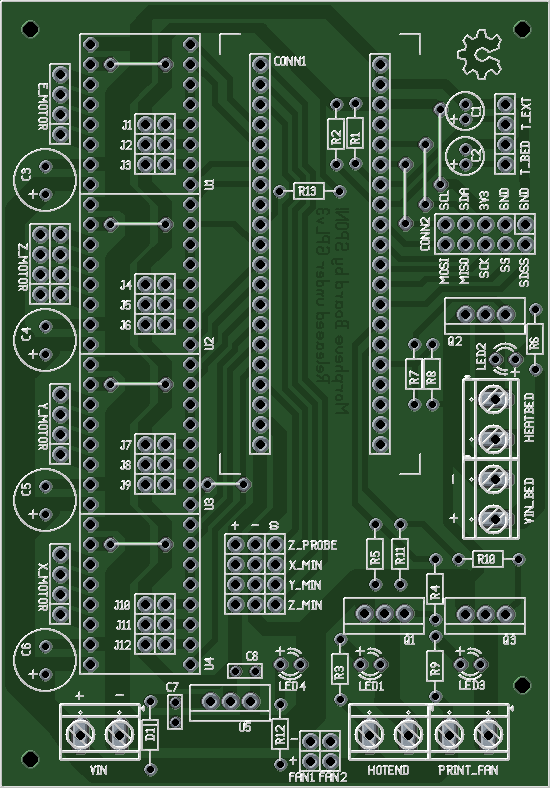 CONN1
E_MOTOR
J1
J2
J3
C3
U1
R2
R1
R13
C1
C2
T_EXT
T_BED
SCL
SDA
3V3
GND
GND
CONN2
MOSI
MISO
SCK
SS
SDSS
Released under GPLv3
Morpheus Board by SPONI
Z_MOTOR
J4
J5
J6
C4
U2
Q2
LED2
R6
R7
R8
HEATBED
Y_MOTOR
J7
J8
J9
C5
U3
VIN_BED
- +
+ - S
Z_PROBE
X_MIN
Y_MIN
Z_MIN
R5
R11
R10
R4
X_MOTOR
J10
J11
J12
C6
U4
Q1
Q3
C8
LED4
R3
LED1
R9
LED3
+ -
C7
U5
D1
R12
VIN
FAN1 FAN2
HOTEND
PRINT_FAN